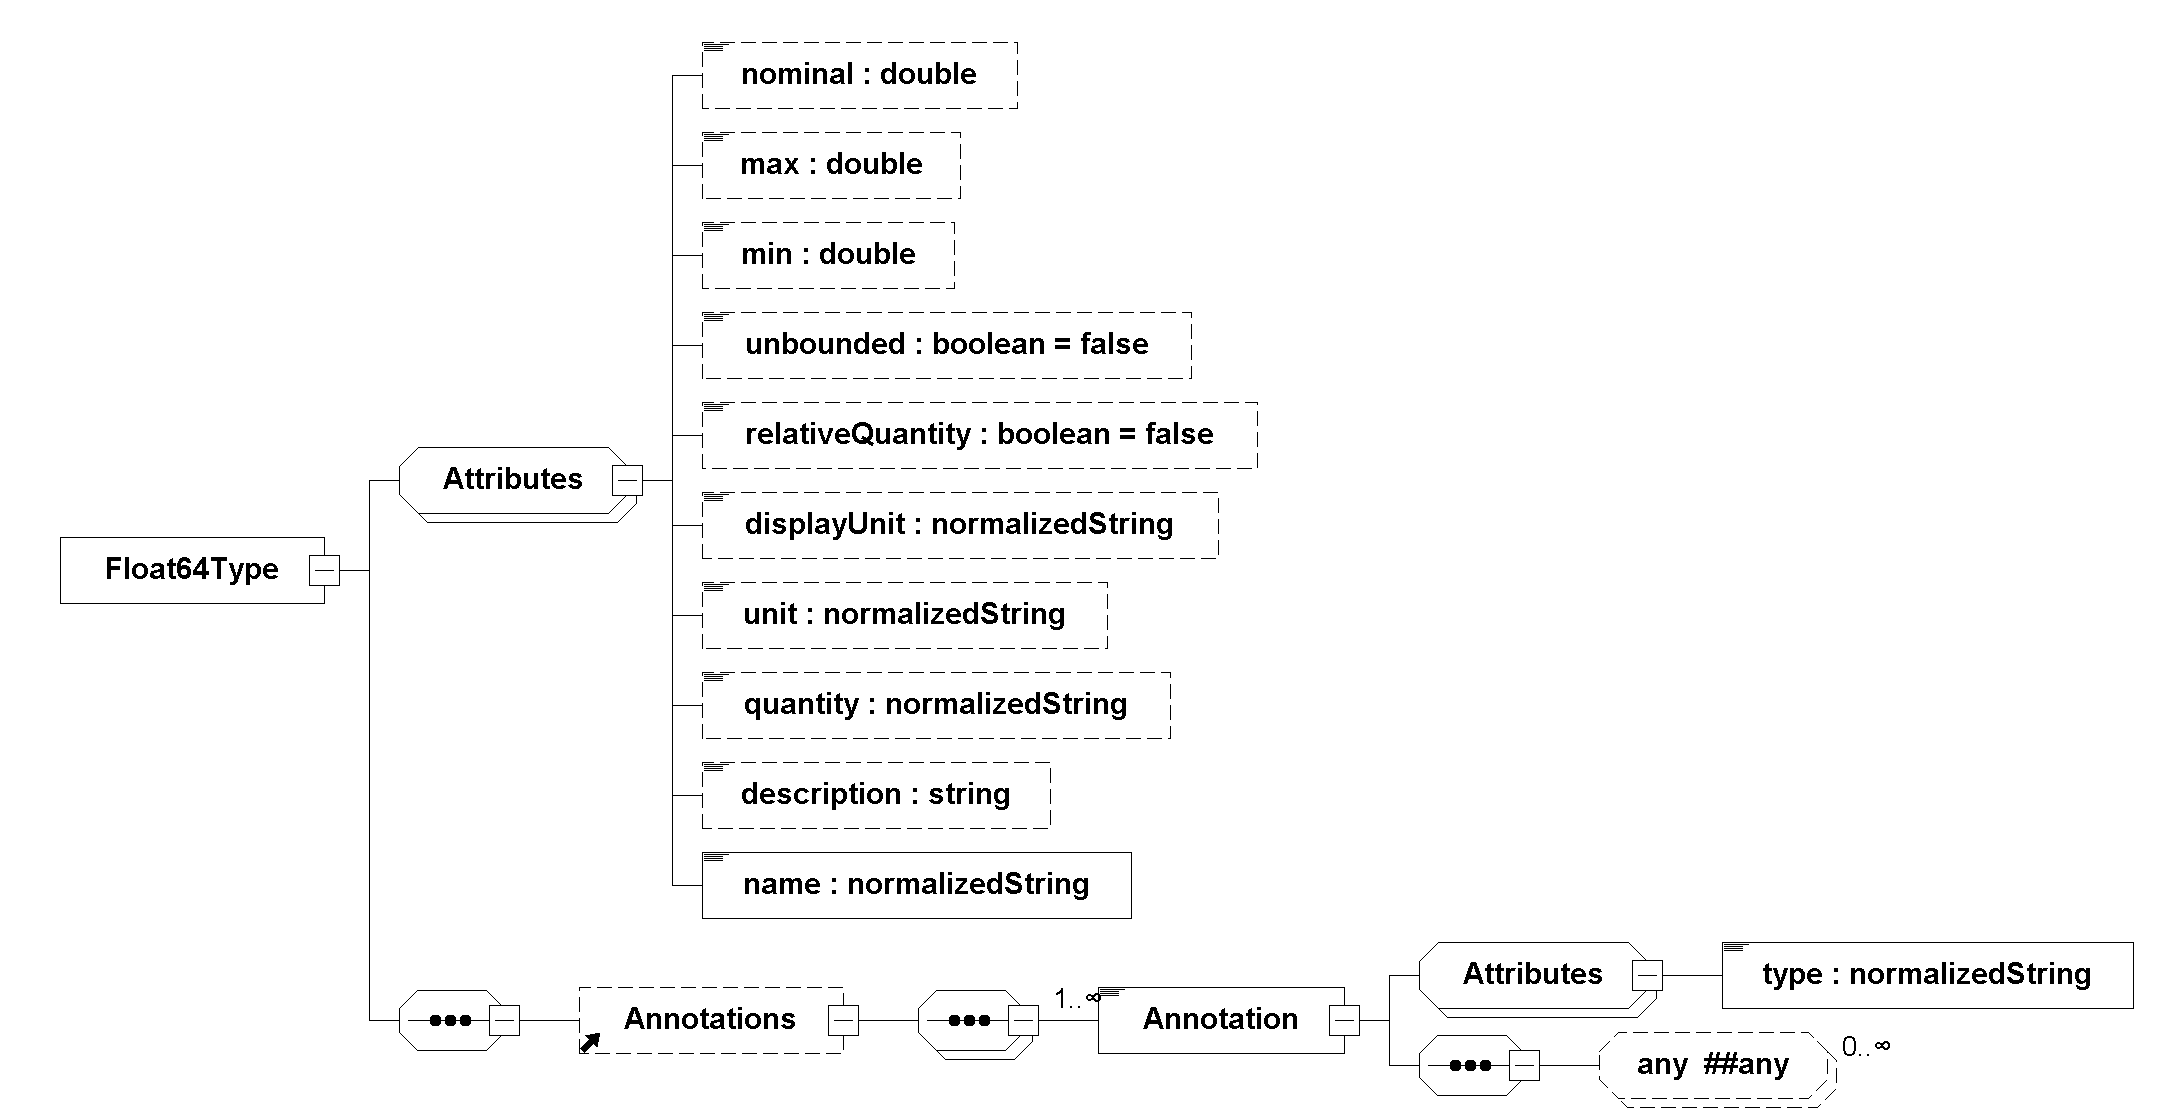 nominal : double
max : double
min : double
unbounded : boolean = false
relativeQuantity : boolean = false
Attributes
displayUnit : normalizedString
Float64Type
unit : normalizedString
quantity : normalizedString
description : string
name : normalizedString
Attributes
type : normalizedString
Annotations
1..∞
Annotation
any ##any
0..∞